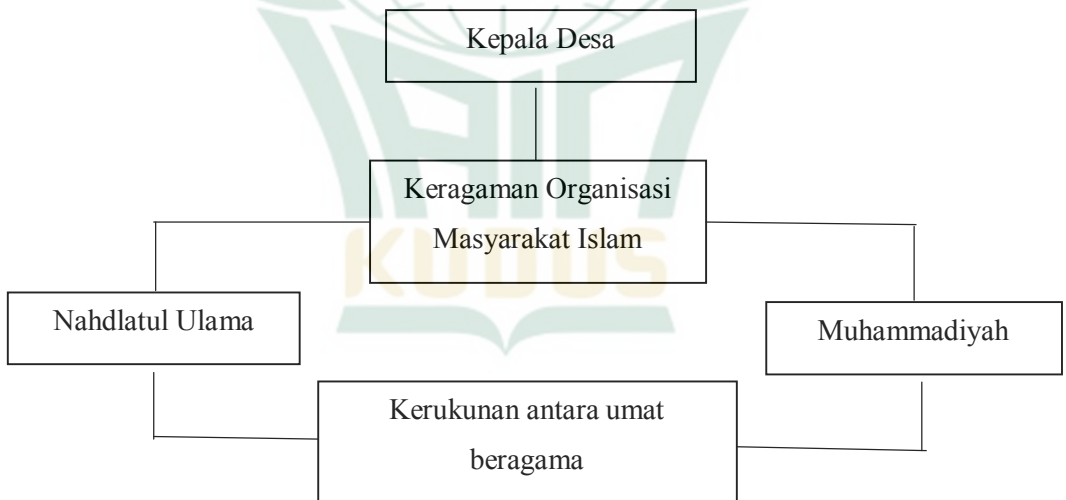 Kepala Desa
Keragaman Organisasi
Masyarakat Islam
KUDUS
Nahdlatul Ulama
Muhammadiyah
Kerukunan antara umat
beragama